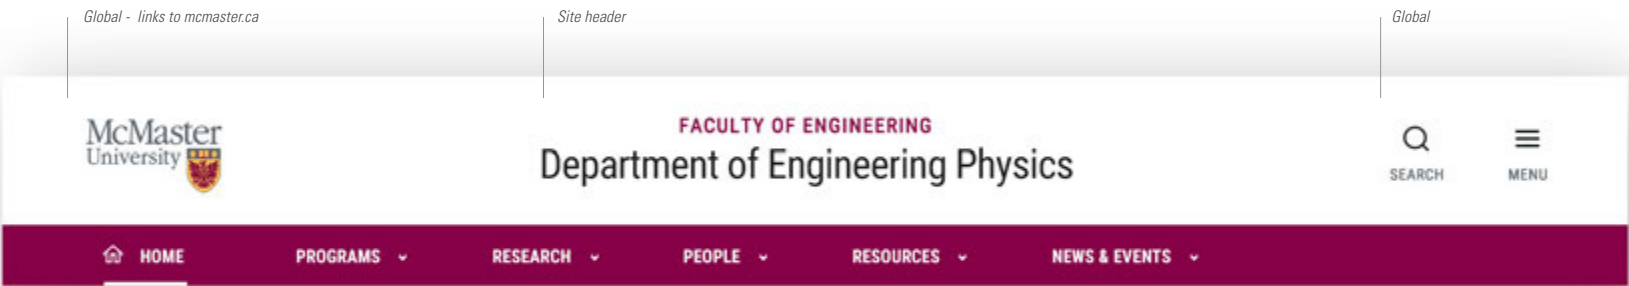 Global -  links to mcmaster.ca
Site header
Global
McMaster
University
FACULTY OF ENGINEERING
Department of Engineering Physics
SEARCH
MENU
HOME
PROGRAMS
RESEARCH
PEOPLE
RESOURCES
NEWS & EVENTS